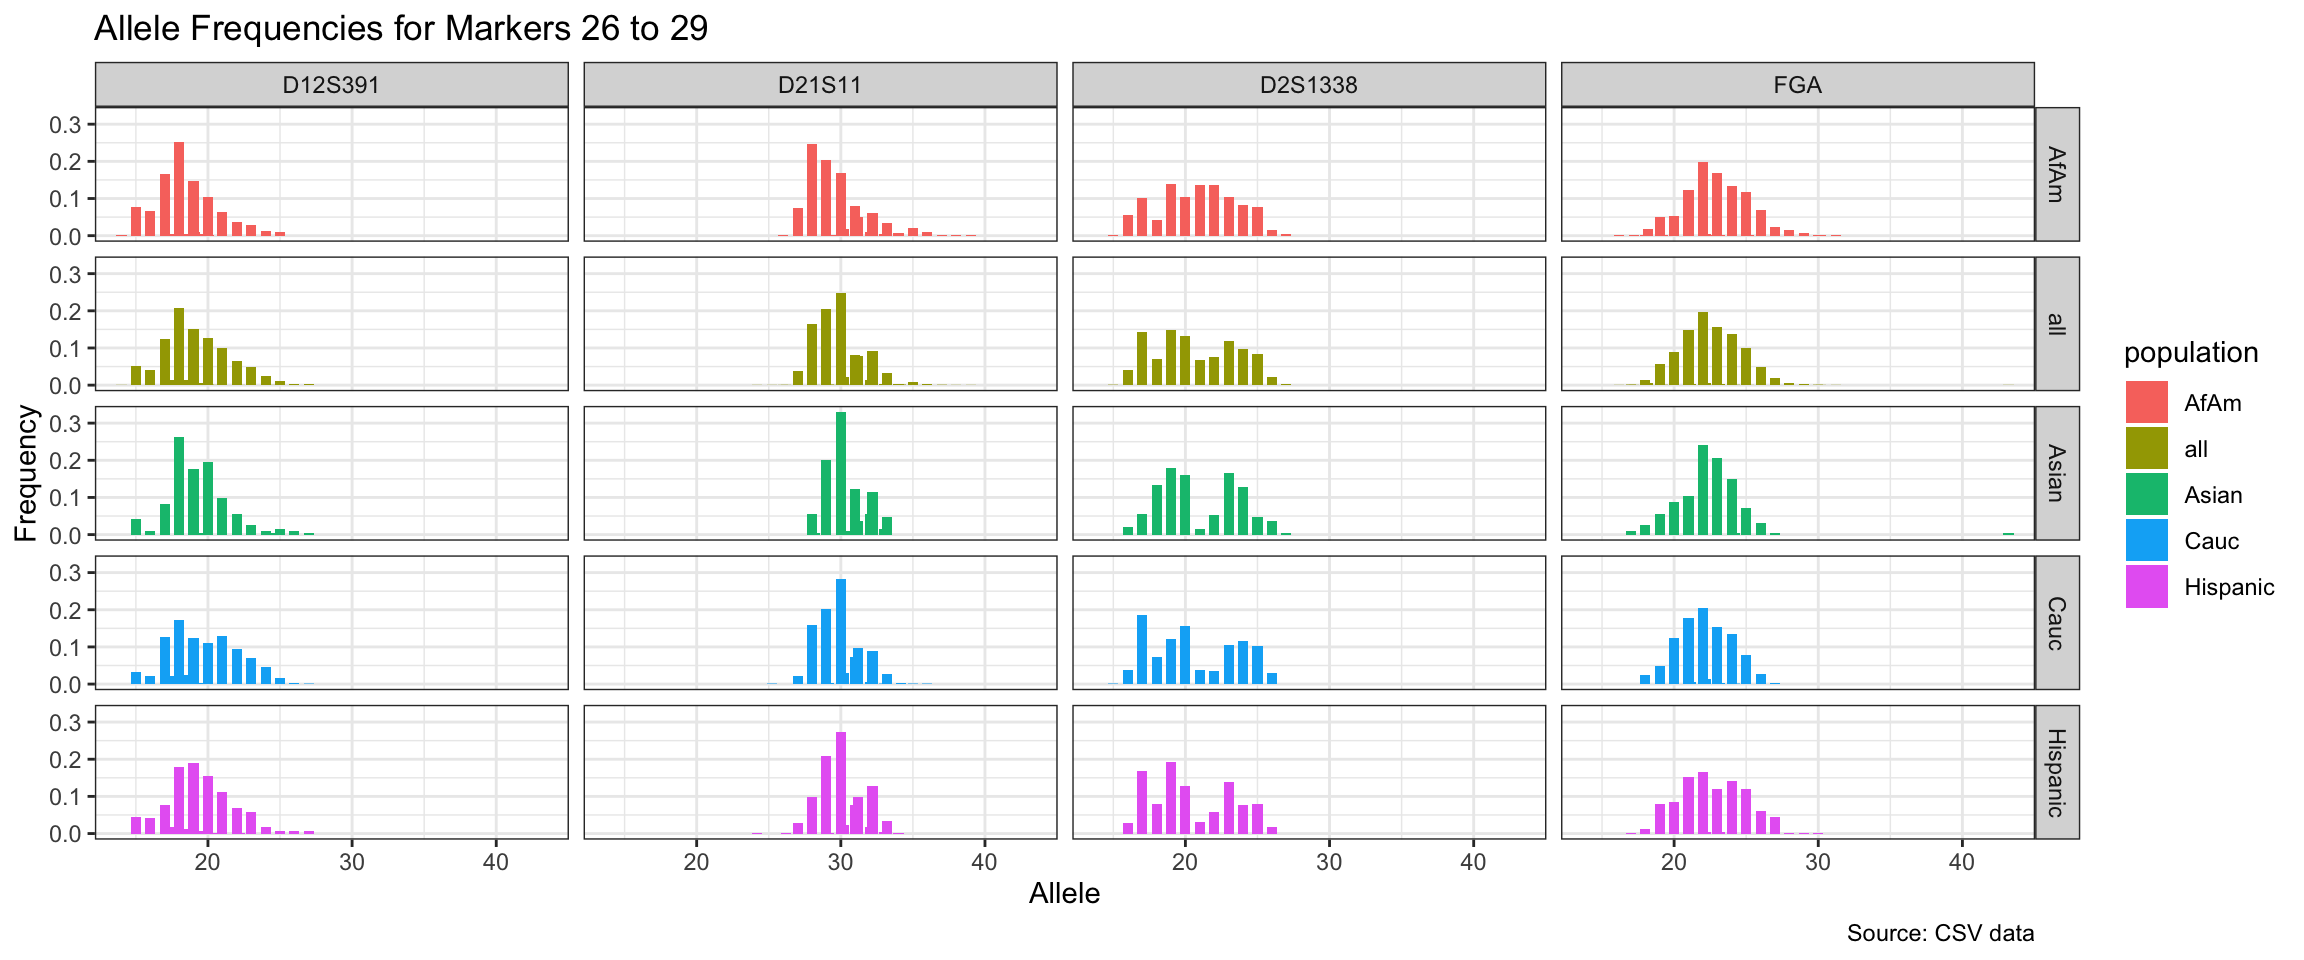 Allele Frequencies for Markers 26 to 29
D12S391
D21S11
D2S1338
FGA
0.3
0.2
0.1
0.0
AfAm
0.3
0.2
0.1
0.0
all
0.3
0.2
0.1
0.0
Asian
0.3
0.2
0.1
0.0
Cauc
0.3
0.2
0.1
0.0
Hispanic
Frequency
20
30
40
20
30
40
20
30
40
20
30
40
Allele
population
AfAm
all
Asian
Cauc
Hispanic
Source: CSV data